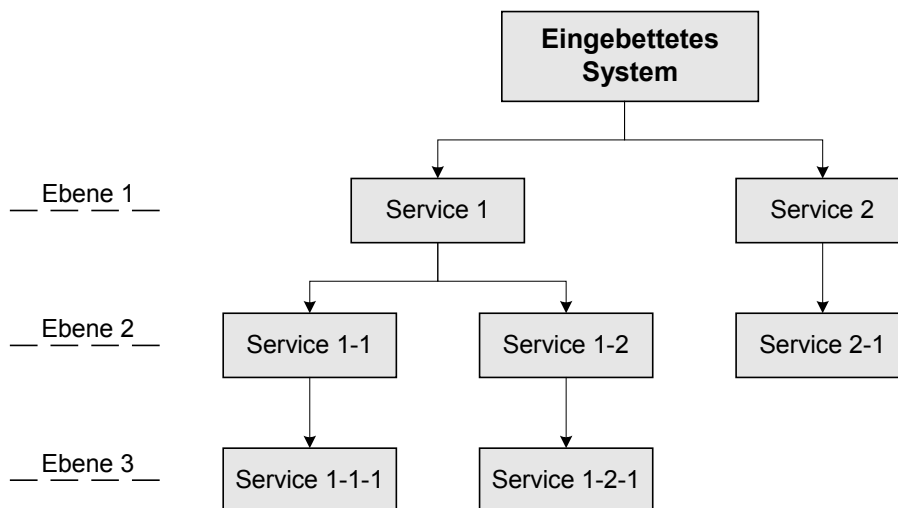 Eingebettetes
System
Ebene 1
Service 1
Service 2
Ebene 2
Service 1-1
Service 1-2
Service 2-1
Ebene 3
Service 1-1-1
Service 1-2-1